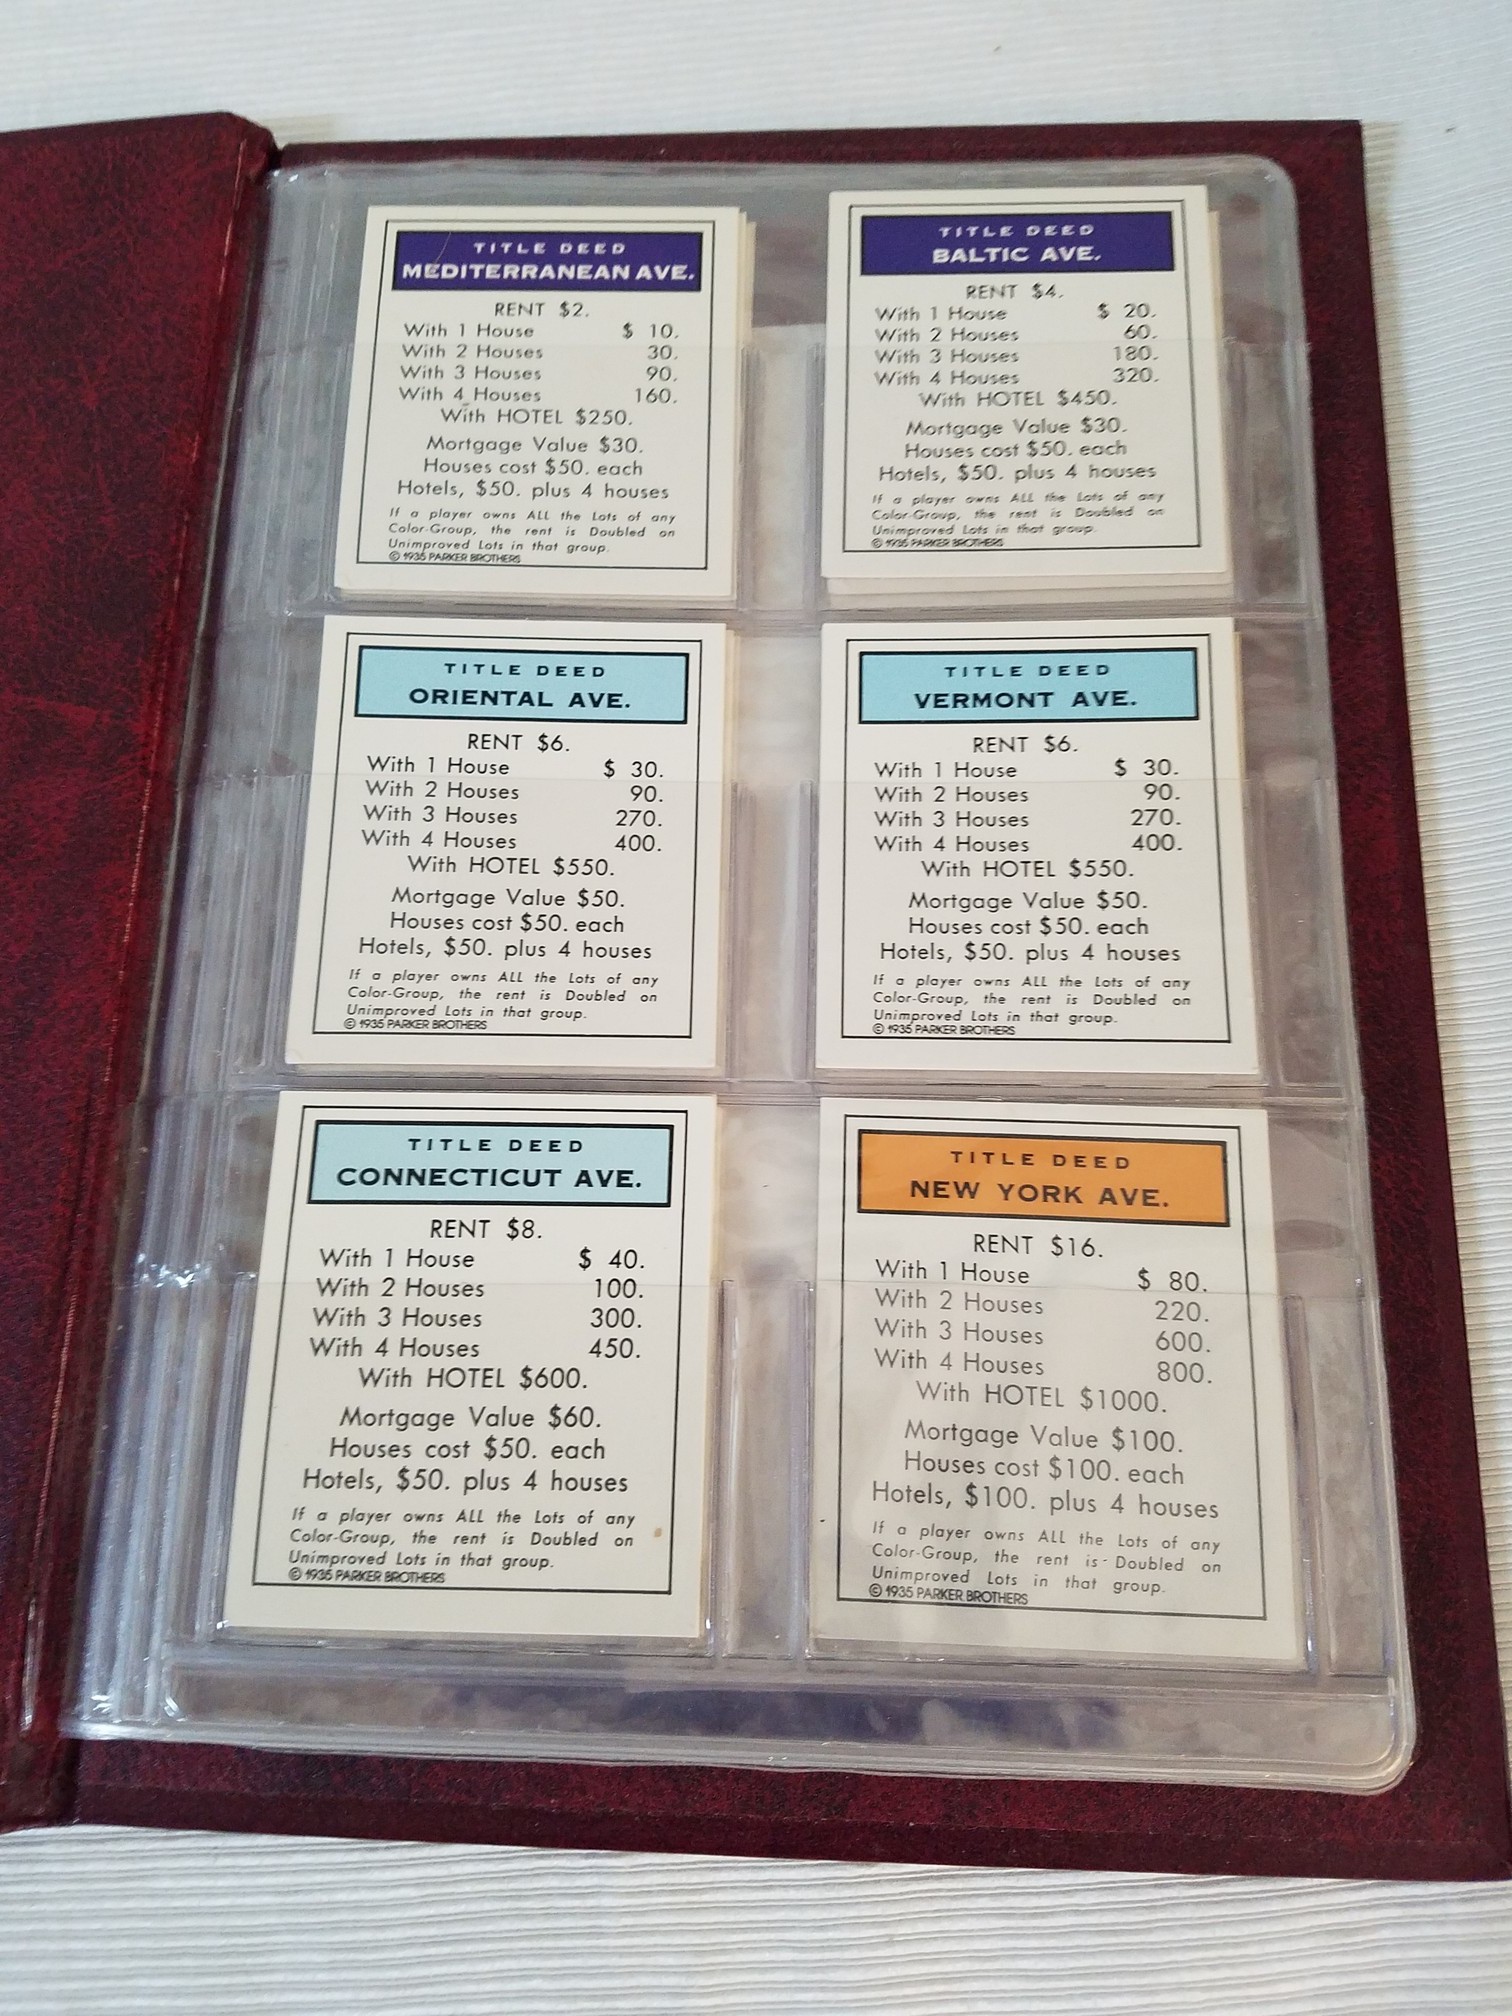 TITLE DEED
MEDITERRANEAN AVE.
RENT $2.
With 1 House $ 10.
With 2 Houses 30.
With 3 Houses 90.
With 4 Houses 160.
With HOTEL $250.
Mortgage Value $30.
Houses cost $50. each
Hotels, $50. plus 4 houses
If a player owns ALL the Lots of any
Color-Group, the rent is Doubled on
Unimproved Lots in that group.
© 1935 PARKER BROTHERS
TITLE DEED
BALTIC AVE.
RENT $4.
With 1 House $ 20.
With 2 Houses 60.
With 3 Houses 180.
With 4 Houses 320.
With HOTEL $450.
Mortgage Value $30.
Houses cost $50. each
Hotels, $50. plus 4 houses
If a player owns ALL the Lots of any
Color-Group, the rent is Doubled on
Unimproved Lots in that group.
© 1935 PARKER BROTHERS
TITLE DEED
ORIENTAL AVE.
RENT $6.
With 1 House $ 30.
With 2 Houses 90.
With 3 Houses 270.
With 4 Houses 400.
With HOTEL $550.
Mortgage Value $50.
Houses cost $50. each
Hotels, $50. plus 4 houses
If a player owns ALL the Lots of any
Color-Group, the rent is Doubled on
Unimproved Lots in that group.
© 1935 PARKER BROTHERS
TITLE DEED
VERMONT AVE.
RENT $6.
With 1 House $ 30.
With 2 Houses 90.
With 3 Houses 270.
With 4 Houses 400.
With HOTEL $550.
Mortgage Value $50.
Houses cost $50. each
Hotels, $50. plus 4 houses
If a player owns ALL the Lots of any
Color-Group, the rent is Doubled on
Unimproved Lots in that group.
© 1935 PARKER BROTHERS
TITLE DEED
CONNECTICUT AVE.
RENT $8.
With 1 House $ 40.
With 2 Houses 100.
With 3 Houses 300.
With 4 Houses 450.
With HOTEL $600.
Mortgage Value $60.
Houses cost $50. each
Hotels, $50. plus 4 houses
If a player owns ALL the Lots of any
Color-Group, the rent is Doubled on
Unimproved Lots in that group.
© 1935 PARKER BROTHERS
TITLE DEED
NEW YORK AVE.
RENT $16.
With 1 House $ 80.
With 2 Houses 220.
With 3 Houses 600.
With 4 Houses 800.
With HOTEL $1000.
Mortgage Value $100.
Houses cost $100. each
Hotels, $100. plus 4 houses
If a player owns ALL the Lots of any
Color-Group, the rent is Doubled on
Unimproved Lots in that group.
© 1935 PARKER BROTHERS